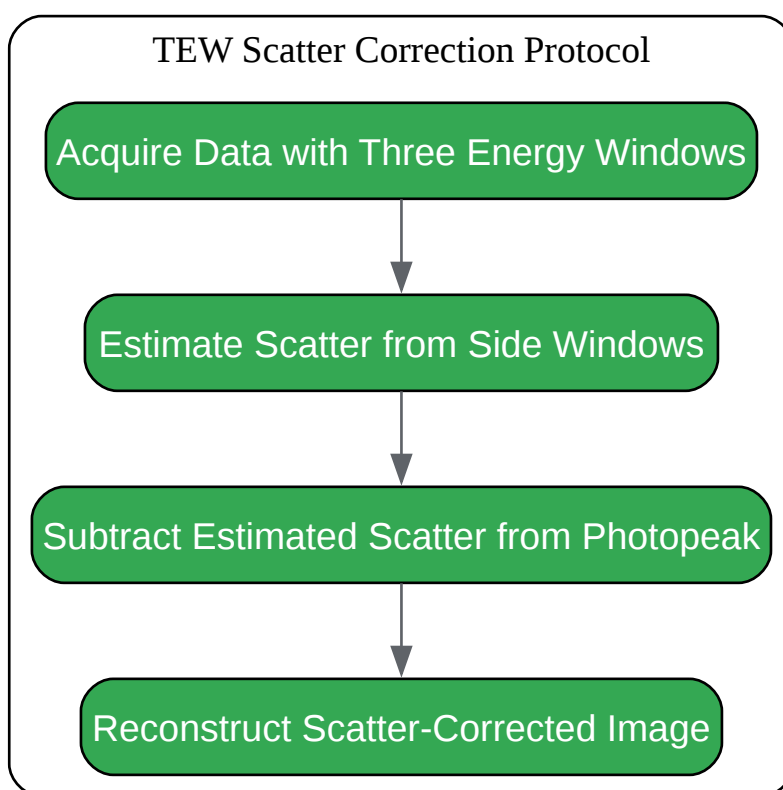 TEW Scatter Correction Protocol
Acquire Data with Three Energy Windows
Estimate Scatter from Side Windows
Subtract Estimated Scatter from Photopeak
Reconstruct Scatter-Corrected Image